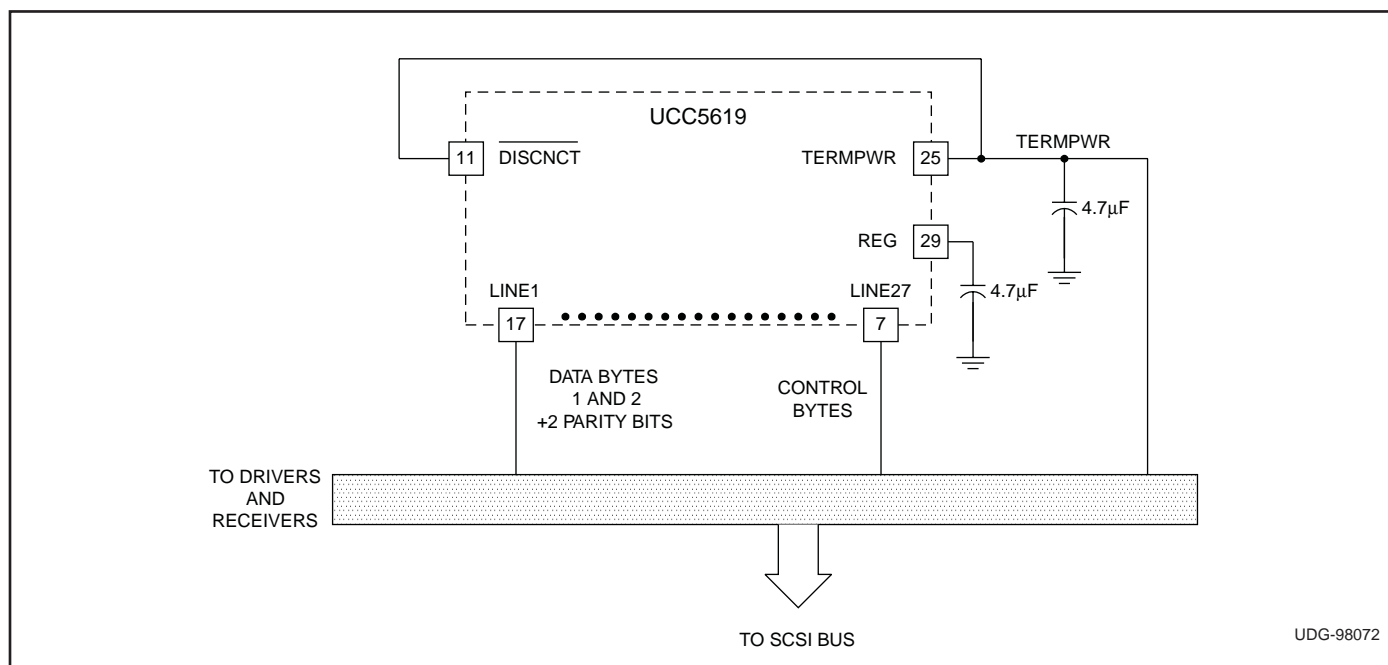 UCC5619
11
DISCNCT
TERMPWR
25
TERMPWR
4.7µF
REG
29
4.7µF
LINE1
LINE27
17
7
DATA BYTES
1 AND 2
+2 PARITY BITS
CONTROL
BYTES
TO DRIVERS
AND
RECEIVERS
TO SCSI BUS
UDG-98072